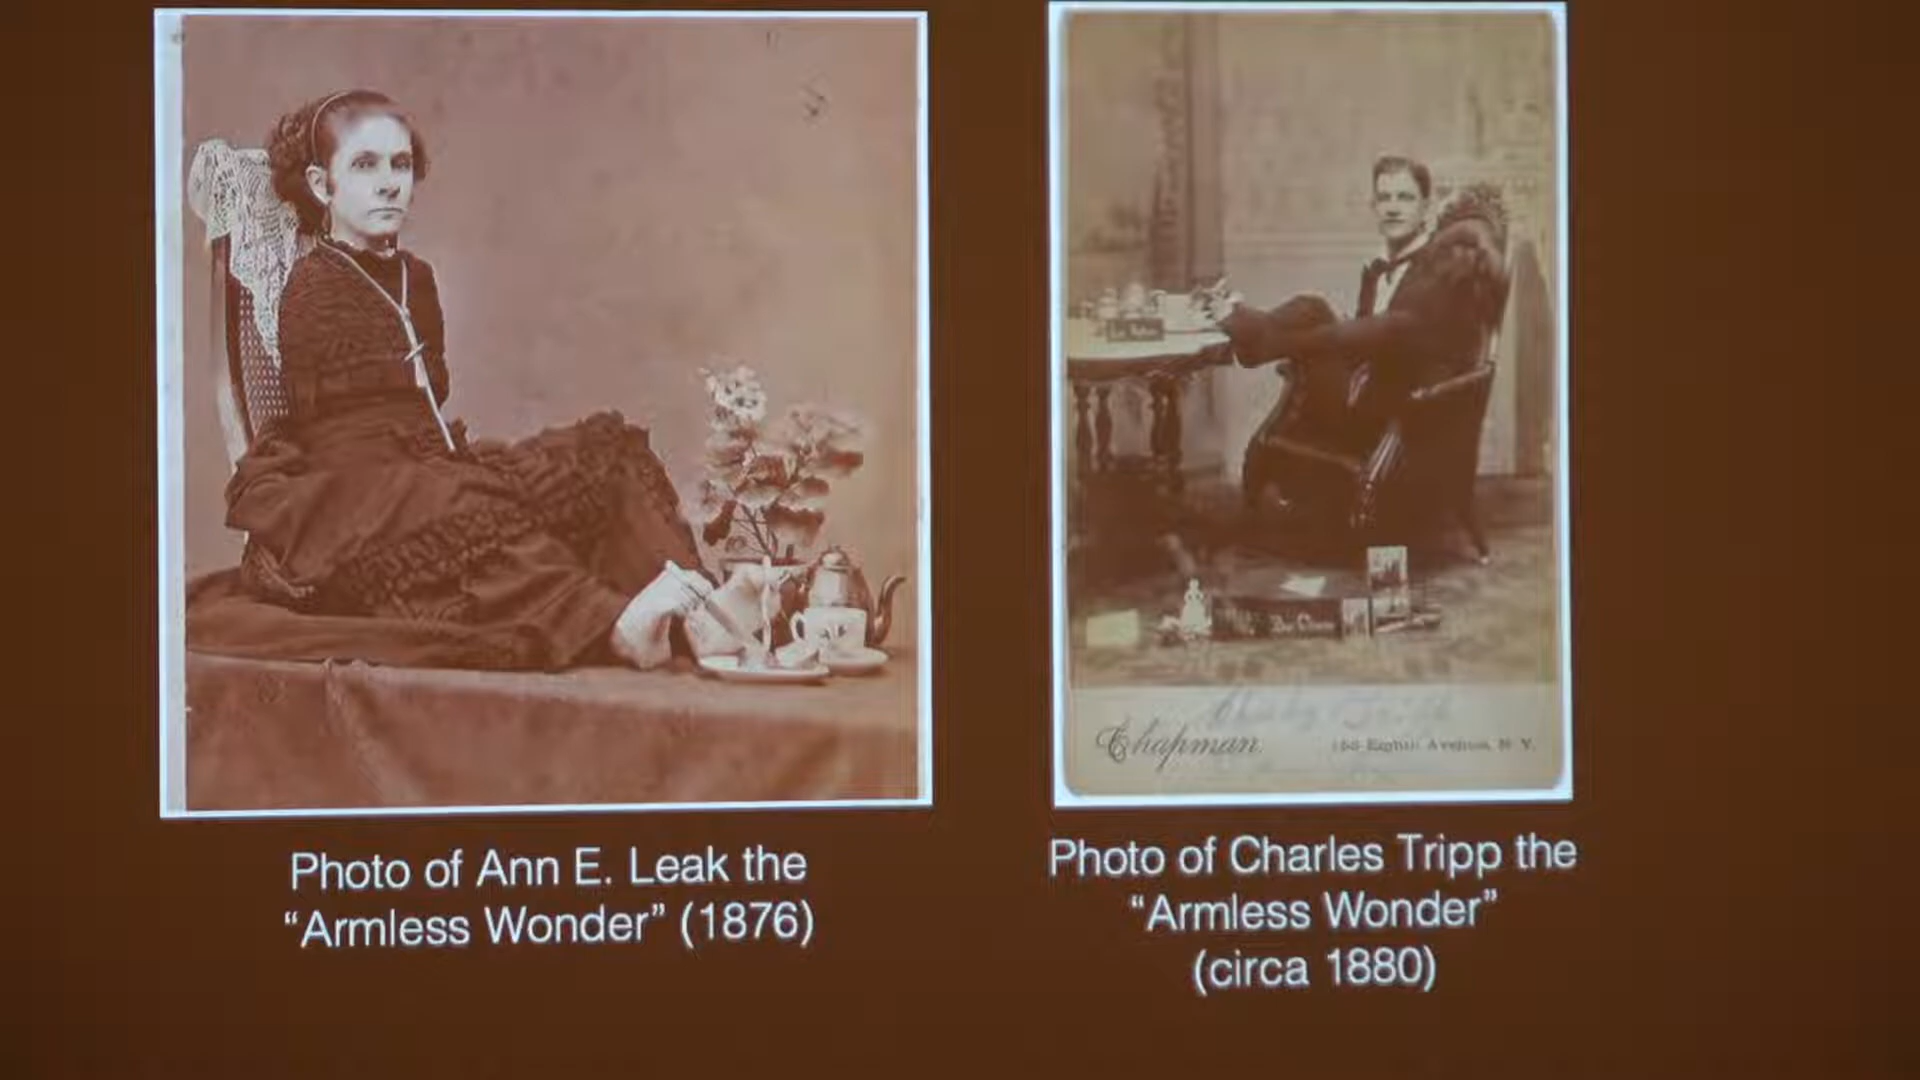 Chapman
Eighth Avenue, N. Y.
Photo of Ann E. Leak the
“Armless Wonder” (1876)
Photo of Charles Tripp the
“Armless Wonder”
(circa 1880)